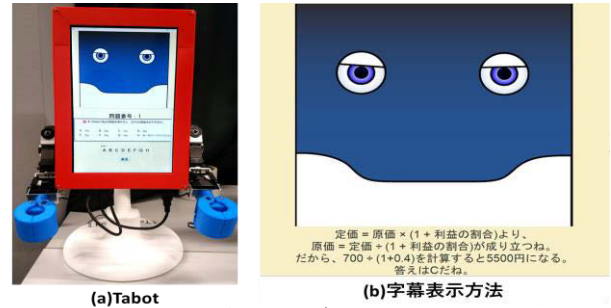 問題番号：1
A B C D E F G H
(a)Tabot
定価 = 原価 × (1 + 利益の割合)より、
原価 = 定価 ÷ (1 + 利益の割合)が成り立つね。
だから、700 ÷ (1+0.4)を計算すると5500円になる。
答えはCだね。
(b)字幕表示方法